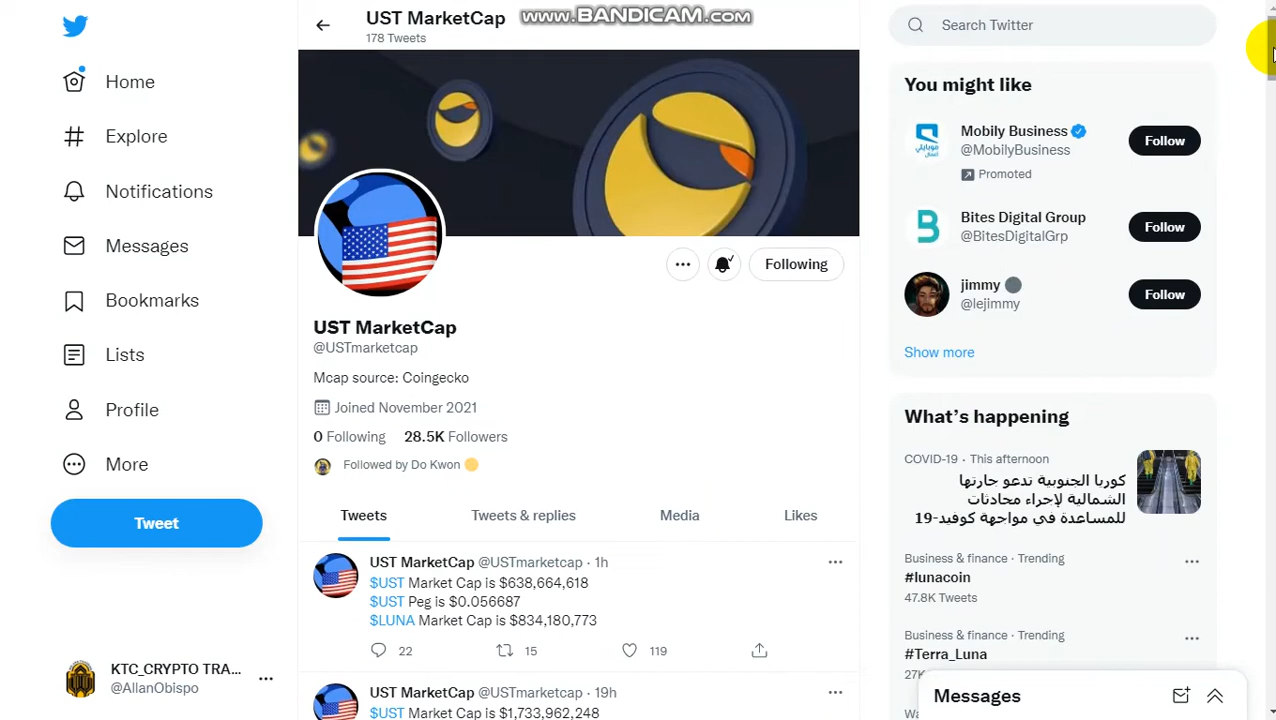 www.BANDICAM.com
Home
Explore
Notifications
Messages
Bookmarks
Lists
Profile
More
Tweet
KTC_CRYPTO TRA...
@AllanObispo
UST MarketCap
178 Tweets
Following
UST MarketCap
@USTmarketcap
Mcap source: Coingecko
Joined November 2021
0 Following 28.5K Followers
Followed by Do Kwon
Tweets Tweets & replies Media Likes
UST MarketCap @USTmarketcap · 1h
$UST Market Cap is $638,664,618
$UST Peg is $0.056687
$LUNA Market Cap is $834,180,773
22 15 119
UST MarketCap @USTmarketcap · 19h
$UST Market Cap is $1,733,962,248
Search Twitter
You might like
Mobily Business
@MobilyBusiness
Promoted
Follow
موبايلي
أعمال
Bites Digital Group
@BitesDigitalGrp
Follow
jimmy
@lejimmy
Follow
Show more
What's happening
COVID-19 · This afternoon
كوريا الجنوبية تدعو جارتها
الشمالية لإجراء محادثات
للمساعدة في مواجهة كوفيد-19
Business & finance · Trending
#lunacoin
47.8K Tweets
Business & finance · Trending
#Terra_Luna
27K
Messages